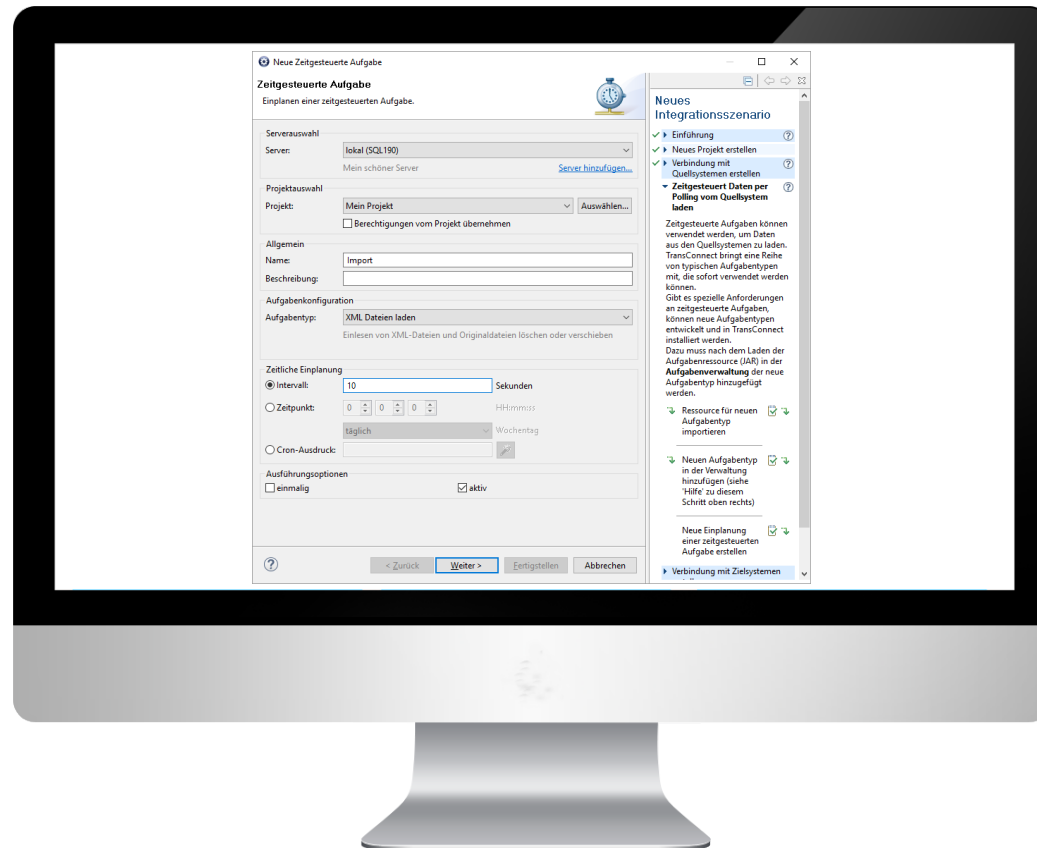 Neue Zeitgesteuerte Aufgabe
Zeitgesteuerte Aufgabe
Einplanen einer zeitgesteuerten Aufgabe.
Serverauswahl
Server:
lokal (SQL190)
Mein schöner Server
Server hinzufügen...
Projektauswahl
Projekt:
Mein Projekt
Auswählen...
Berechtigungen vom Projekt übernehmen
Allgemein
Name:
Import
Beschreibung:
Aufgabenkonfiguration
Aufgabentyp:
XML Dateien laden
Einlesen von XML-Dateien und Originaldateien löschen oder verschieben
Zeitliche Einplanung
Intervall:
10
Sekunden
Zeitpunkt:
0
0
0
HH:mm:ss
täglich
Wochentag
Cron-Ausdruck:
Ausführungsoptionen
einmalig
aktiv
?
< Zurück
Weiter >
Fertigstellen
Abbrechen
Neues
Integrationsszenario
Einführung
?
Neues Projekt erstellen
Verbindung mit
Quellsystemen erstellen
?
Zeitgesteuert Daten per
Polling vom Quellsystem
laden
?
Zeitgesteuerte Aufgaben können
verwendet werden, um Daten
aus den Quellsystemen zu laden.
TransConnect bringt eine Reihe
von typischen Aufgabentypen
mit, die sofort verwendet werden
können.
Gibt es spezielle Anforderungen
an zeitgesteuerte Aufgaben,
können neue Aufgabentypen
entwickelt und in TransConnect
installiert werden.
Dazu muss nach dem Laden der
Aufgabenressource (JAR) in der
Aufgabenverwaltung der neue
Aufgabentyp hinzugefügt
werden.
Ressource für neuen
Aufgabentyp
importieren
Neuen Aufgabentyp
in der Verwaltung
hinzufügen (siehe
'Hilfe' zu diesem
Schritt oben rechts)
Neue Einplanung
einer zeitgesteuerten
Aufgabe erstellen
Verbindung mit Zielsystemen